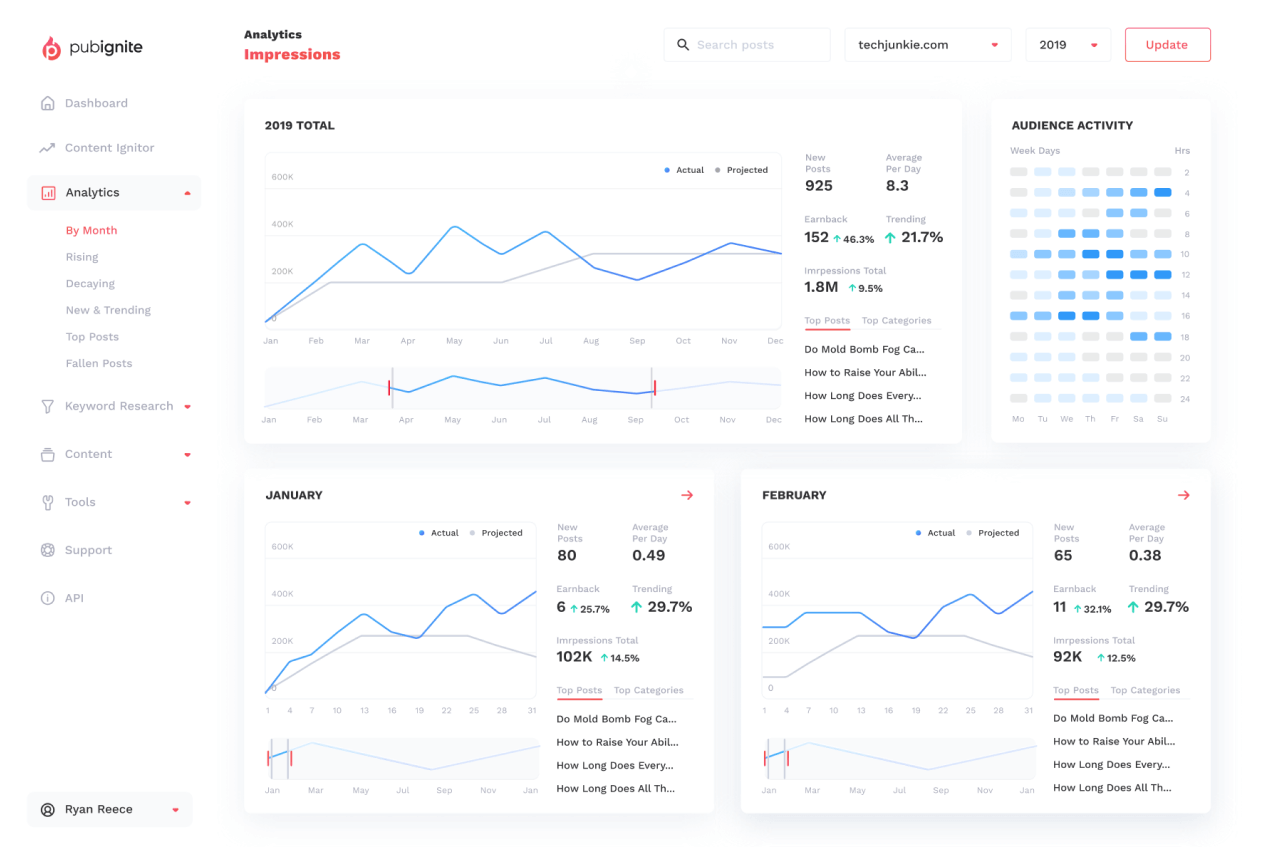 pubignite
Dashboard
Content Ignitor
Analytics
By Month
Rising
Decaying
New & Trending
Top Posts
Fallen Posts
Keyword Research
Content
Tools
Support
API
Ryan Reece
Analytics
Impressions
Search posts
techjunkie.com
2019
Update
2019 TOTAL
Actual
Projected
600K
400K
200K
0
Jan Feb Mar Apr May Jun Jul Aug Sep Oct Nov Dec
Jan Feb Mar Apr May Jun Jul Aug Sep Oct Nov Dec
New
Posts
925
Average
Per Day
8.3
Earnback
152 46.3%
Trending
21.7%
Imrpessions Total
1.8M 9.5%
Top Posts Top Categories
Do Mold Bomb Fog Ca...
How to Raise Your Abil...
How Long Does Every...
How Long Does All Th...
AUDIENCE ACTIVITY
Week Days Hrs
2
4
6
8
10
12
14
16
18
20
22
24
Mo Tu We Th Fr Sa Su
JANUARY
Actual
Projected
600K
400K
200K
0
1 4 7 10 13 16 19 22 25 28 31
Jan Mar May Jul Sep Nov Jan
New
Posts
80
Average
Per Day
0.49
Earnback
6 25.7%
Trending
29.7%
Imrpessions Total
102K 14.5%
Top Posts Top Categories
Do Mold Bomb Fog Ca...
How to Raise Your Abil...
How Long Does Every...
How Long Does All Th...
FEBRUARY
Actual
Projected
600K
400K
200K
0
1 4 7 10 13 16 19 22 25 28 31
Jan Mar May Jul Sep Nov Jan
New
Posts
65
Average
Per Day
0.38
Earnback
11 32.1%
Trending
29.7%
Imrpessions Total
92K 12.5%
Top Posts Top Categories
Do Mold Bomb Fog Ca...
How to Raise Your Abil...
How Long Does Every...
How Long Does All Th...